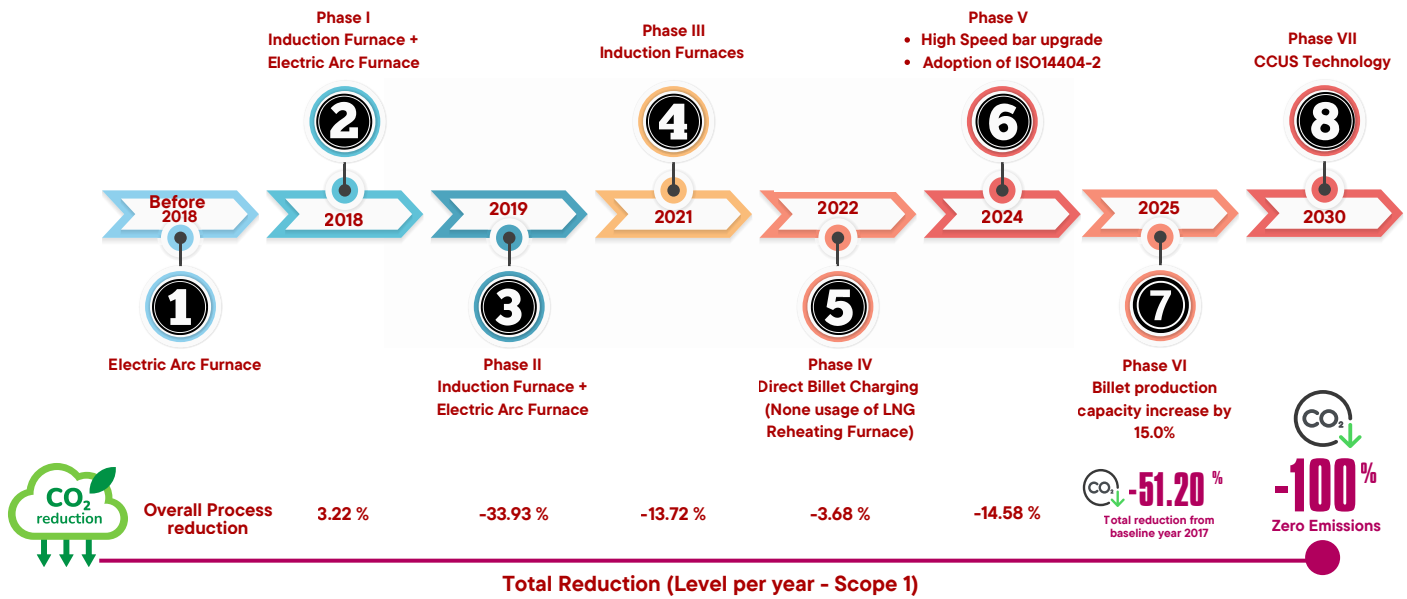 Phase I
Induction Furnace +
Electric Arc Furnace
Phase III
Induction Furnaces
Phase V
• High Speed bar upgrade
• Adoption of ISO14404-2
Phase VII
CCUS Technology
2
4
6
8
Before
2018
2018
2019
2021
2022
2024
2025
2030
1
3
5
7
Electric Arc Furnace
Phase II
Induction Furnace +
Electric Arc Furnace
Phase IV
Direct Billet Charging
(None usage of LNG
Reheating Furnace)
Phase VI
Billet production
capacity increase by
15.0%
CO₂
reduction
Overall Process
reduction
3.22 %
-33.93 %
-13.72 %
-3.68 %
-14.58 %
CO₂
-51.20 %
Total reduction from
baseline year 2017
CO₂
-100%
Zero Emissions
Total Reduction (Level per year - Scope 1)